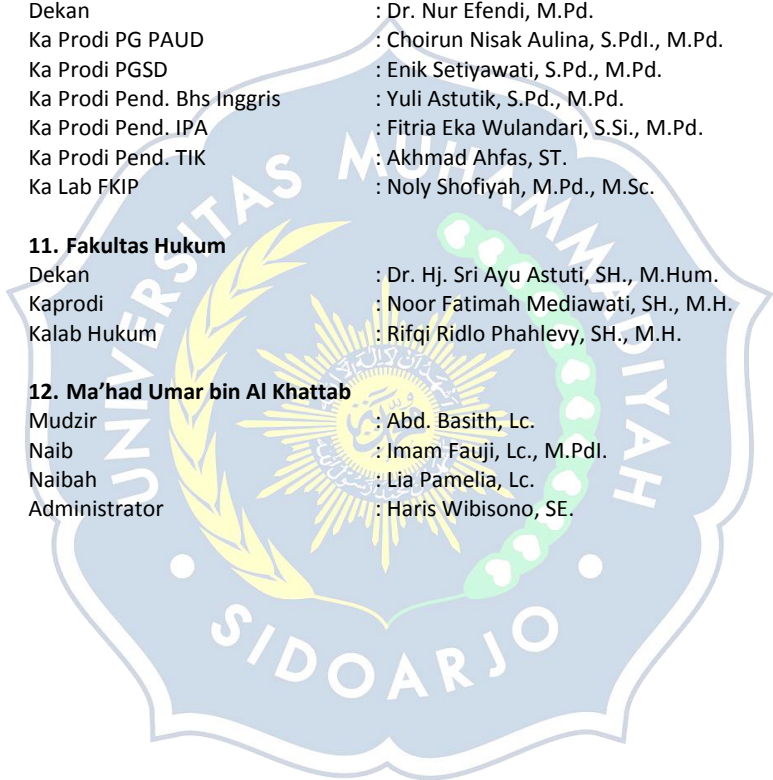 Dekan : Dr. Nur Efendi, M.Pd.
Ka Prodi PG PAUD : Choirun Nisak Aulina, S.PdI., M.Pd.
Ka Prodi PGSD : Enik Setiyawati, S.Pd., M.Pd.
Ka Prodi Pend. Bhs Inggris : Yuli Astutik, S.Pd., M.Pd.
Ka Prodi Pend. IPA : Fitria Eka Wulandari, S.Si., M.Pd.
Ka Prodi Pend. TIK : Akhmad Ahfas, ST.
Ka Lab FKIP : Noly Shofiyah, M.Pd., M.Sc.
11. Fakultas Hukum
Dekan : Dr. Hj. Sri Ayu Astuti, SH., M.Hum.
Kaprodi : Noor Fatimah Mediawati, SH., M.H.
Kalab Hukum : Rifqi Ridlo Phahlevy, SH., M.H.
12. Ma’had Umar bin Al Khattab
Mudzir : Abd. Basith, Lc.
Naib : Imam Fauji, Lc., M.PdI.
Naibah : Lia Pamelia, Lc.
Administrator : Haris Wibisono, SE.
UNIVERSITAS MUHAMMADIYAH
SIDOARJO